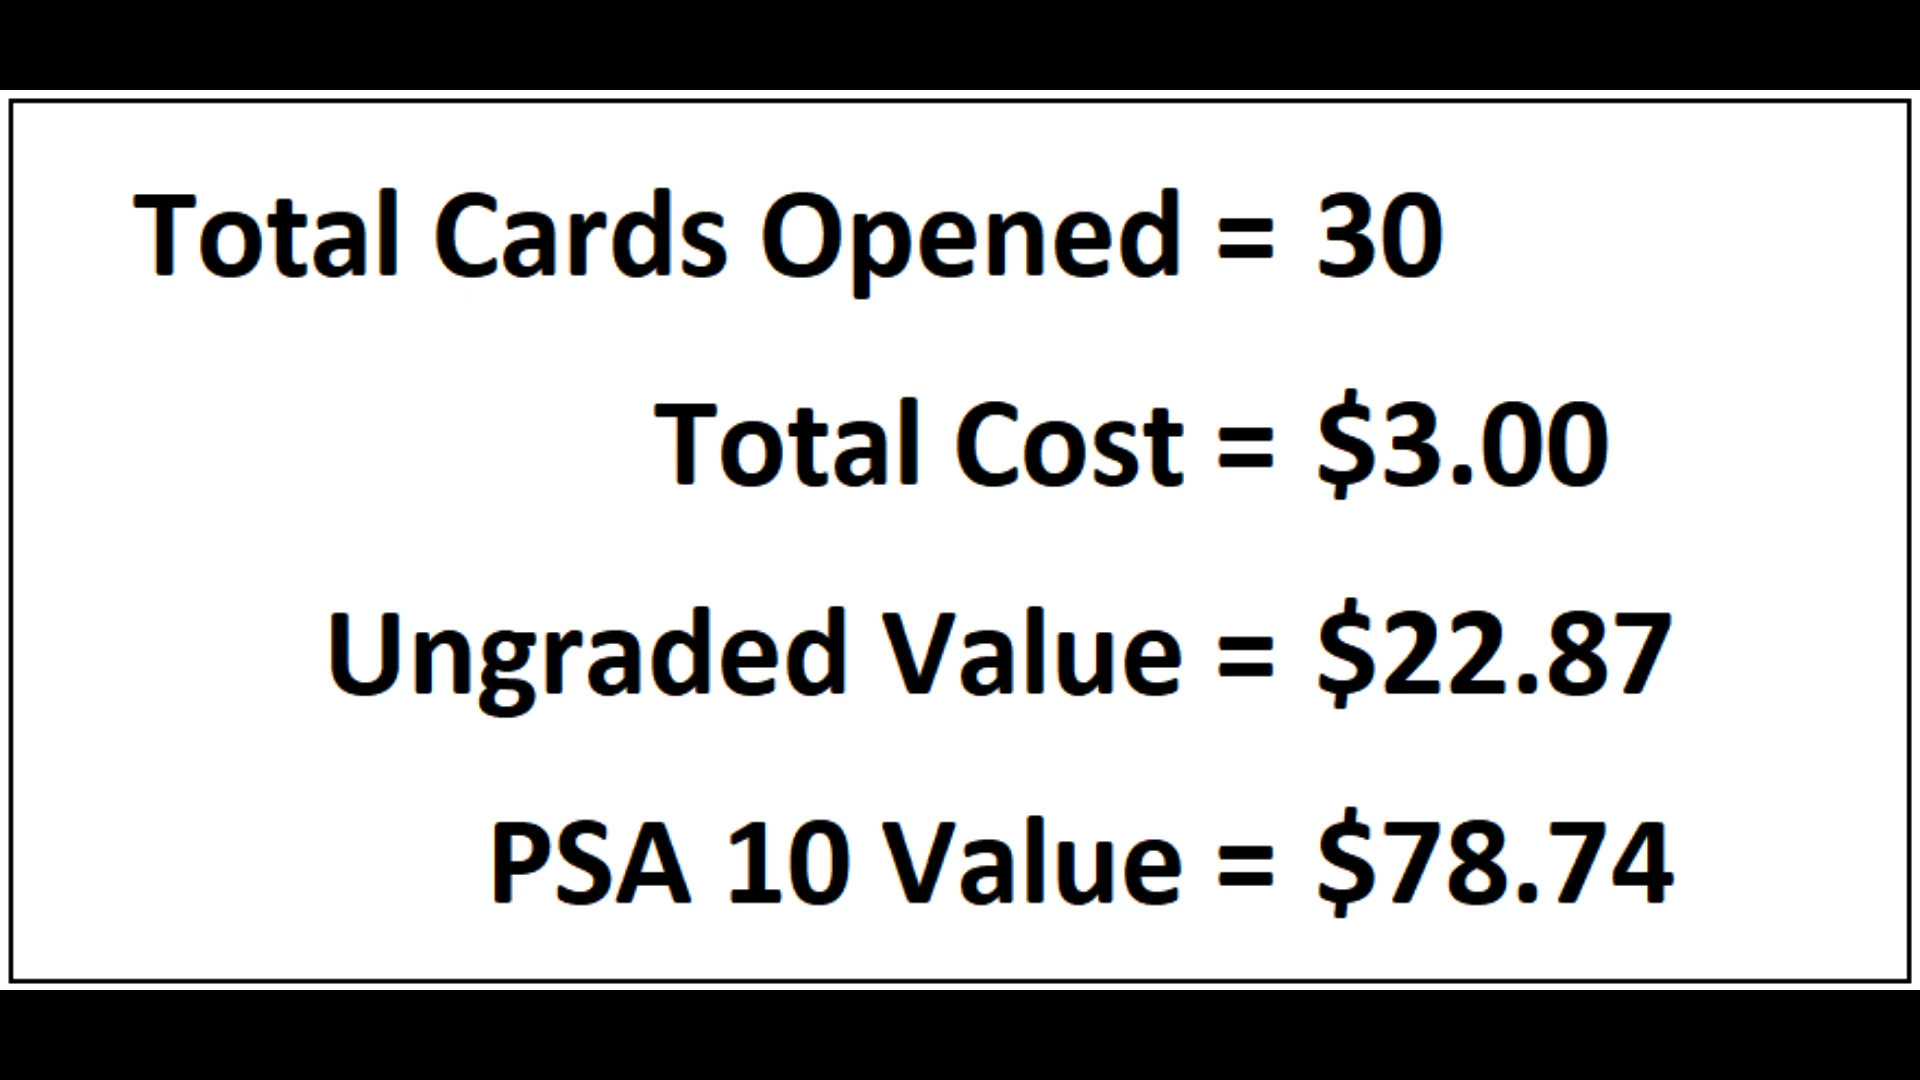 Total Cards Opened = 30
Total Cost = $3.00
Ungraded Value = $22.87
PSA 10 Value = $78.74